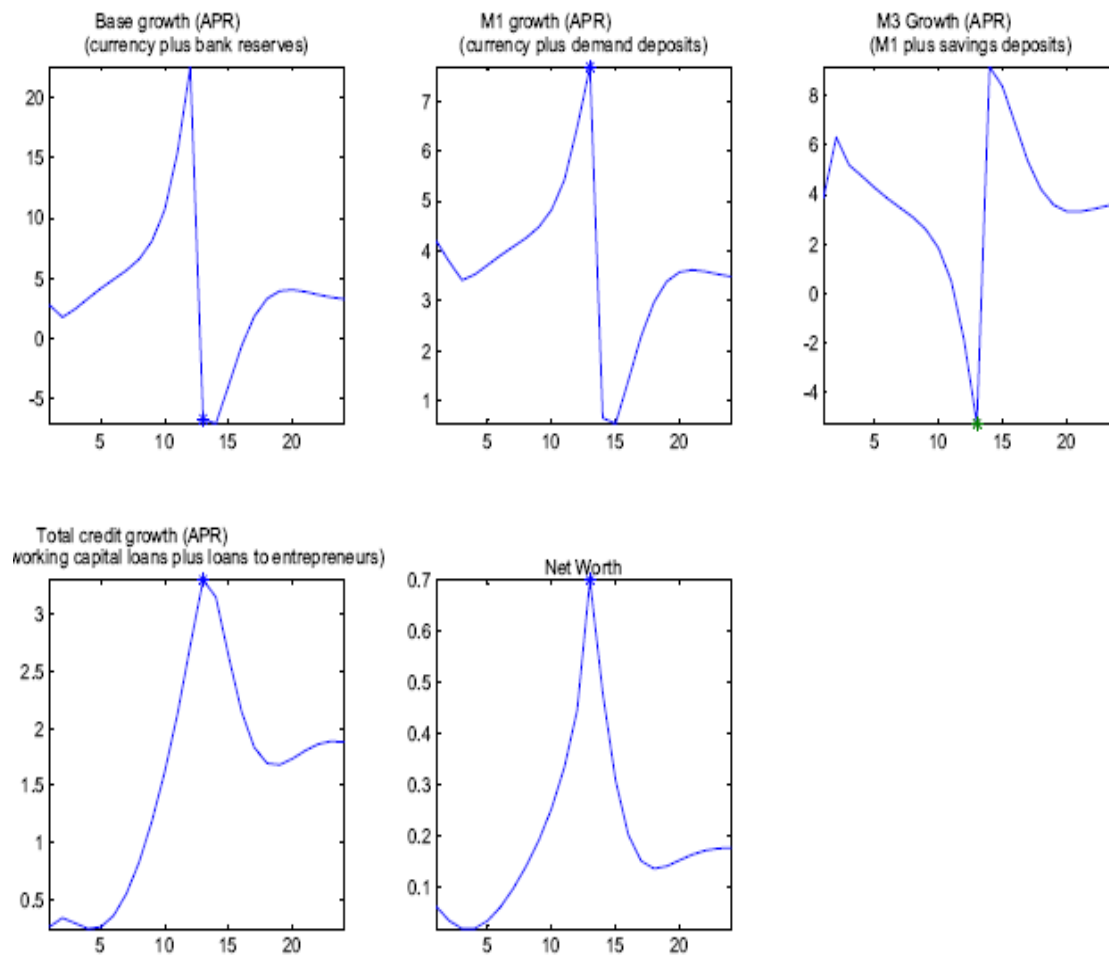 Base growth (APR)
(currency plus bank reserves)
M1 growth (APR)
(currency plus demand deposits)
M3 Growth (APR)
(M1 plus savings deposits)
20
15
10
5
0
-5
5 10 15 20
7
6
5
4
3
2
1
5 10 15 20
8
6
4
2
0
-2
-4
5 10 15 20
Total credit growth (APR)
working capital loans plus loans to entrepreneurs)
Net Worth
3
2.5
2
1.5
1
0.5
5 10 15 20
0.7
0.6
0.5
0.4
0.3
0.2
0.1
5 10 15 20